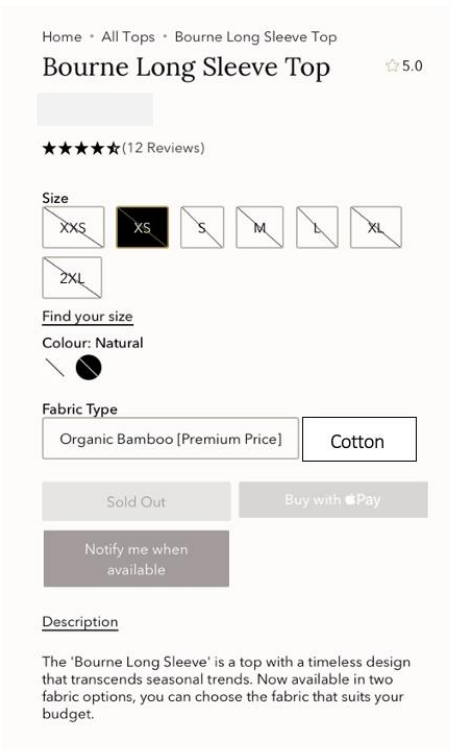 Home • All Tops • Bourne Long Sleeve Top
Bourne Long Sleeve Top
5.0
(12 Reviews)
Size
XXS XS S M L XL
2XL
Find your size
Colour: Natural
Fabric Type
Organic Bamboo [Premium Price] Cotton
Sold Out Buy with Pay
Notify me when
available
Description
The 'Bourne Long Sleeve' is a top with a timeless design
that transcends seasonal trends. Now available in two
fabric options, you can choose the fabric that suits your
budget.